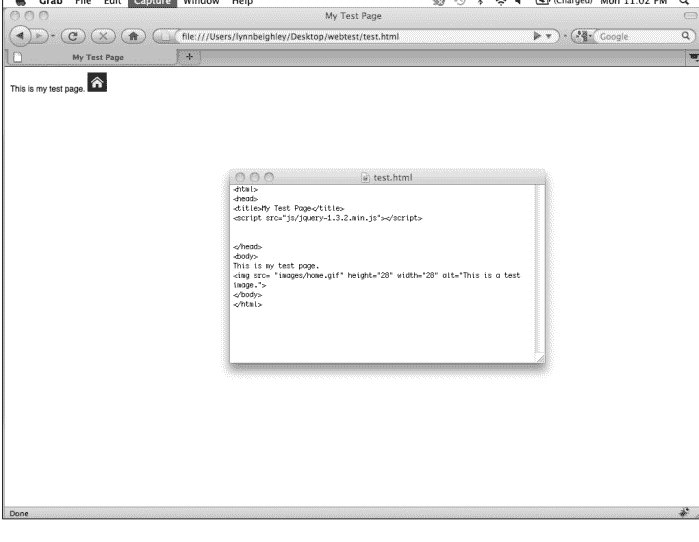 Grab File Edit Capture Window Help (Charged) Mon 11:02 PM
My Test Page
file:///Users/lynnbeighley/Desktop/webtest/test.html Google
My Test Page +
This is my test page.
test.html
<html>
<head>
<title>My Test Page</title>
<script src="js/jquery-1.3.2.min.js"></script>
</head>
<body>
This is my test page.
<img src= "images/home.gif" height="28" width="28" alt="This is a test
image.">
</body>
</html>
Done